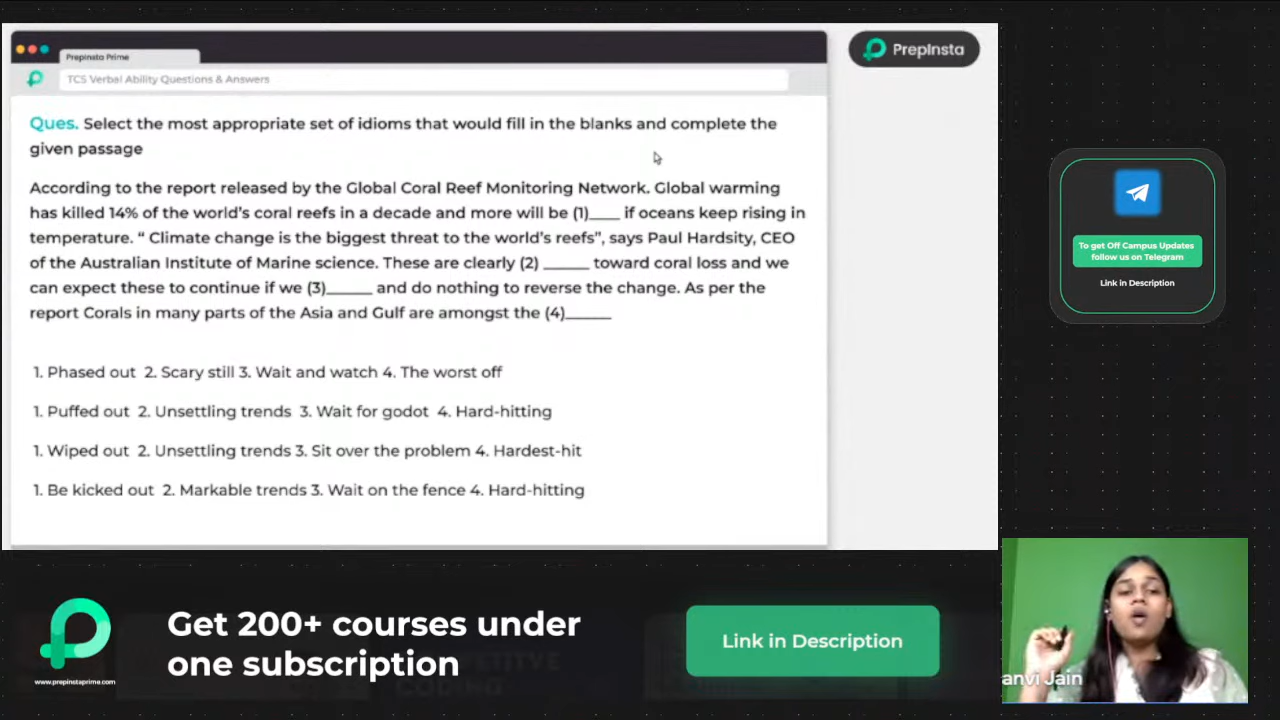 PrepInsta Prime
PrepInsta
TCS Verbal Ability Questions & Answers
Ques. Select the most appropriate set of idioms that would fill in the blanks and complete the
given passage
According to the report released by the Global Coral Reef Monitoring Network. Global warming
has killed 14% of the world's coral reefs in a decade and more will be (1)____ if oceans keep rising in
temperature. “ Climate change is the biggest threat to the world's reefs”, says Paul Hardsity, CEO
of the Australian Institute of Marine science. These are clearly (2) ______ toward coral loss and we
can expect these to continue if we (3)______ and do nothing to reverse the change. As per the
report Corals in many parts of the Asia and Gulf are amongst the (4)______
1. Phased out 2. Scary still 3. Wait and watch 4. The worst off
1. Puffed out 2. Unsettling trends 3. Wait for godot 4. Hard-hitting
1. Wiped out 2. Unsettling trends 3. Sit over the problem 4. Hardest-hit
1. Be kicked out 2. Markable trends 3. Wait on the fence 4. Hard-hitting
To get Off Campus Updates
follow us on Telegram
Link in Description
Get 200+ courses under
one subscription
Link in Description
www.prepinstaprime.com
anvi Jain